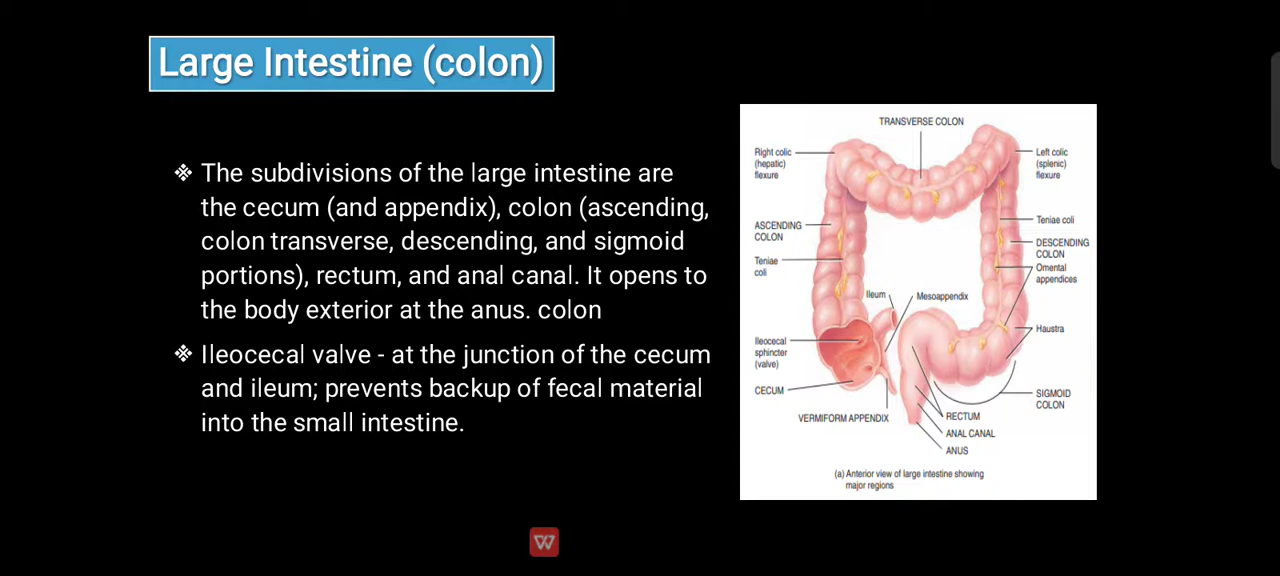 Large Intestine (colon)
❖ The subdivisions of the large intestine are
the cecum (and appendix), colon (ascending,
colon transverse, descending, and sigmoid
portions), rectum, and anal canal. It opens to
the body exterior at the anus. colon
❖ Ileocecal valve - at the junction of the cecum
and ileum; prevents backup of fecal material
into the small intestine.
TRANSVERSE COLON
Right colic
(hepatic)
flexure
Left colic
(splenic)
flexure
ASCENDING
COLON
Teniae
coli
Teniae coli
DESCENDING
COLON
Omental
appendices
Ileum
Mesoappendix
Haustra
Ileocecal
sphincter
(valve)
CECUM
VERMIFORM APPENDIX
SIGMOID
COLON
RECTUM
ANAL CANAL
ANUS
(a) Anterior view of large intestine showing
major regions
W